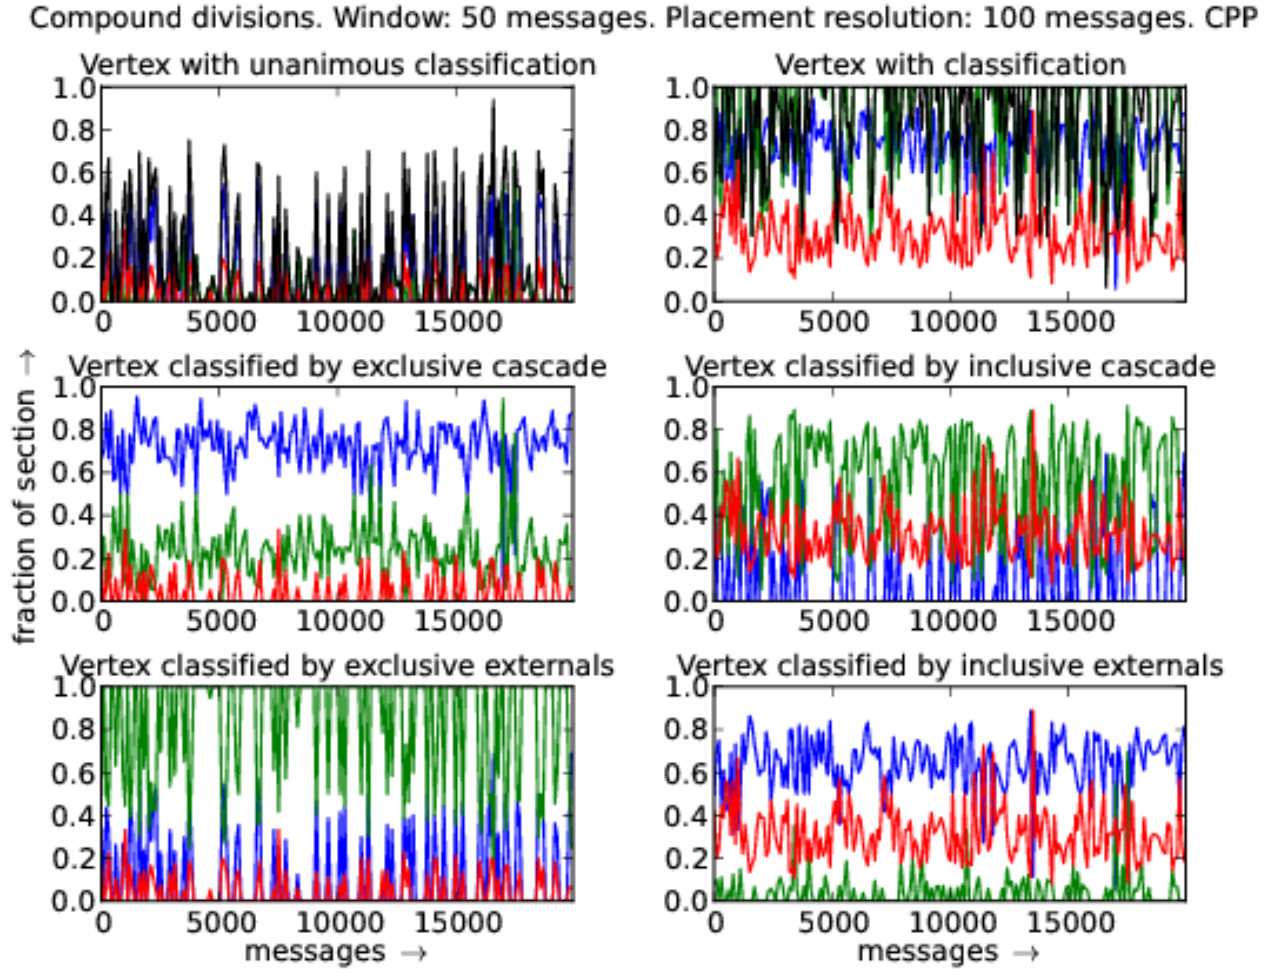 Compound divisions. Window: 50 messages. Placement resolution: 100 messages. CPP
Vertex with unanimous classification
1.0
0.8
0.6
0.4
0.2
0.0
0 5000 10000 15000
Vertex with classification
1.0
0.8
0.6
0.4
0.2
0.0
0 5000 10000 15000
fraction of section →
Vertex classified by exclusive cascade
1.0
0.8
0.6
0.4
0.2
0.0
0 5000 10000 15000
Vertex classified by inclusive cascade
1.0
0.8
0.6
0.4
0.2
0.0
0 5000 10000 15000
Vertex classified by exclusive externals
1.0
0.8
0.6
0.4
0.2
0.0
0 5000 10000 15000
messages →
Vertex classified by inclusive externals
1.0
0.8
0.6
0.4
0.2
0.0
0 5000 10000 15000
messages →